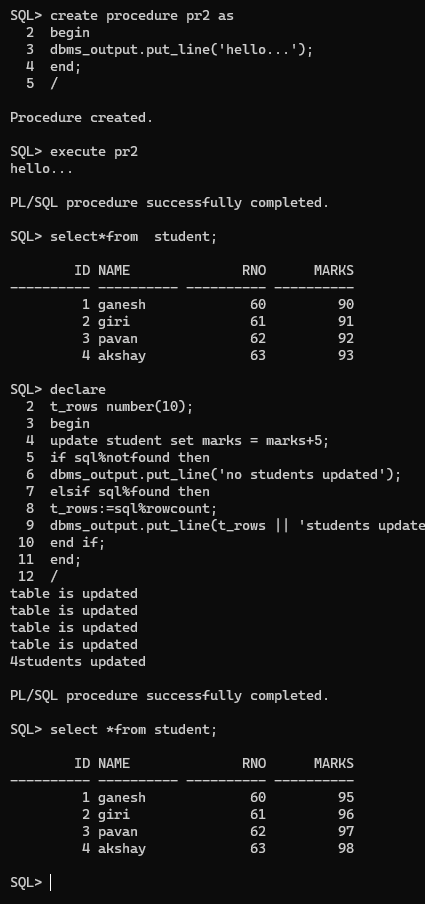 SQL> create procedure pr2 as
  2  begin
  3  dbms_output.put_line('hello...');
  4  end;
  5  /
Procedure created.
SQL> execute pr2
hello...
PL/SQL procedure successfully completed.
SQL> select*from  student;
        ID NAME              RNO      MARKS
---------- ---------- ---------- ----------
         1 ganesh             60         90
         2 giri               61         91
         3 pavan              62         92
         4 akshay             63         93
SQL> declare
  2  t_rows number(10);
  3  begin
  4  update student set marks = marks+5;
  5  if sql%notfound then
  6  dbms_output.put_line('no students updated');
  7  elsif sql%found then
  8  t_rows:=sql%rowcount;
  9  dbms_output.put_line(t_rows || 'students update
 10  end if;
 11  end;
 12  /
table is updated
table is updated
table is updated
table is updated
4students updated
PL/SQL procedure successfully completed.
SQL> select *from student;
        ID NAME              RNO      MARKS
---------- ---------- ---------- ----------
         1 ganesh             60         95
         2 giri               61         96
         3 pavan              62         97
         4 akshay             63         98
SQL>